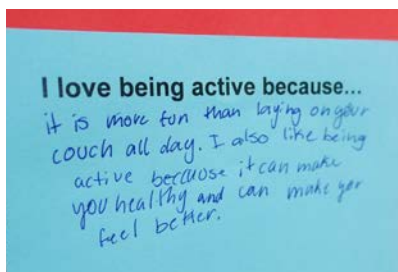 I love being active because...
it is more fun than laying on your
couch all day. I also like being
active because it can make
you healthy and can make you
feel better.